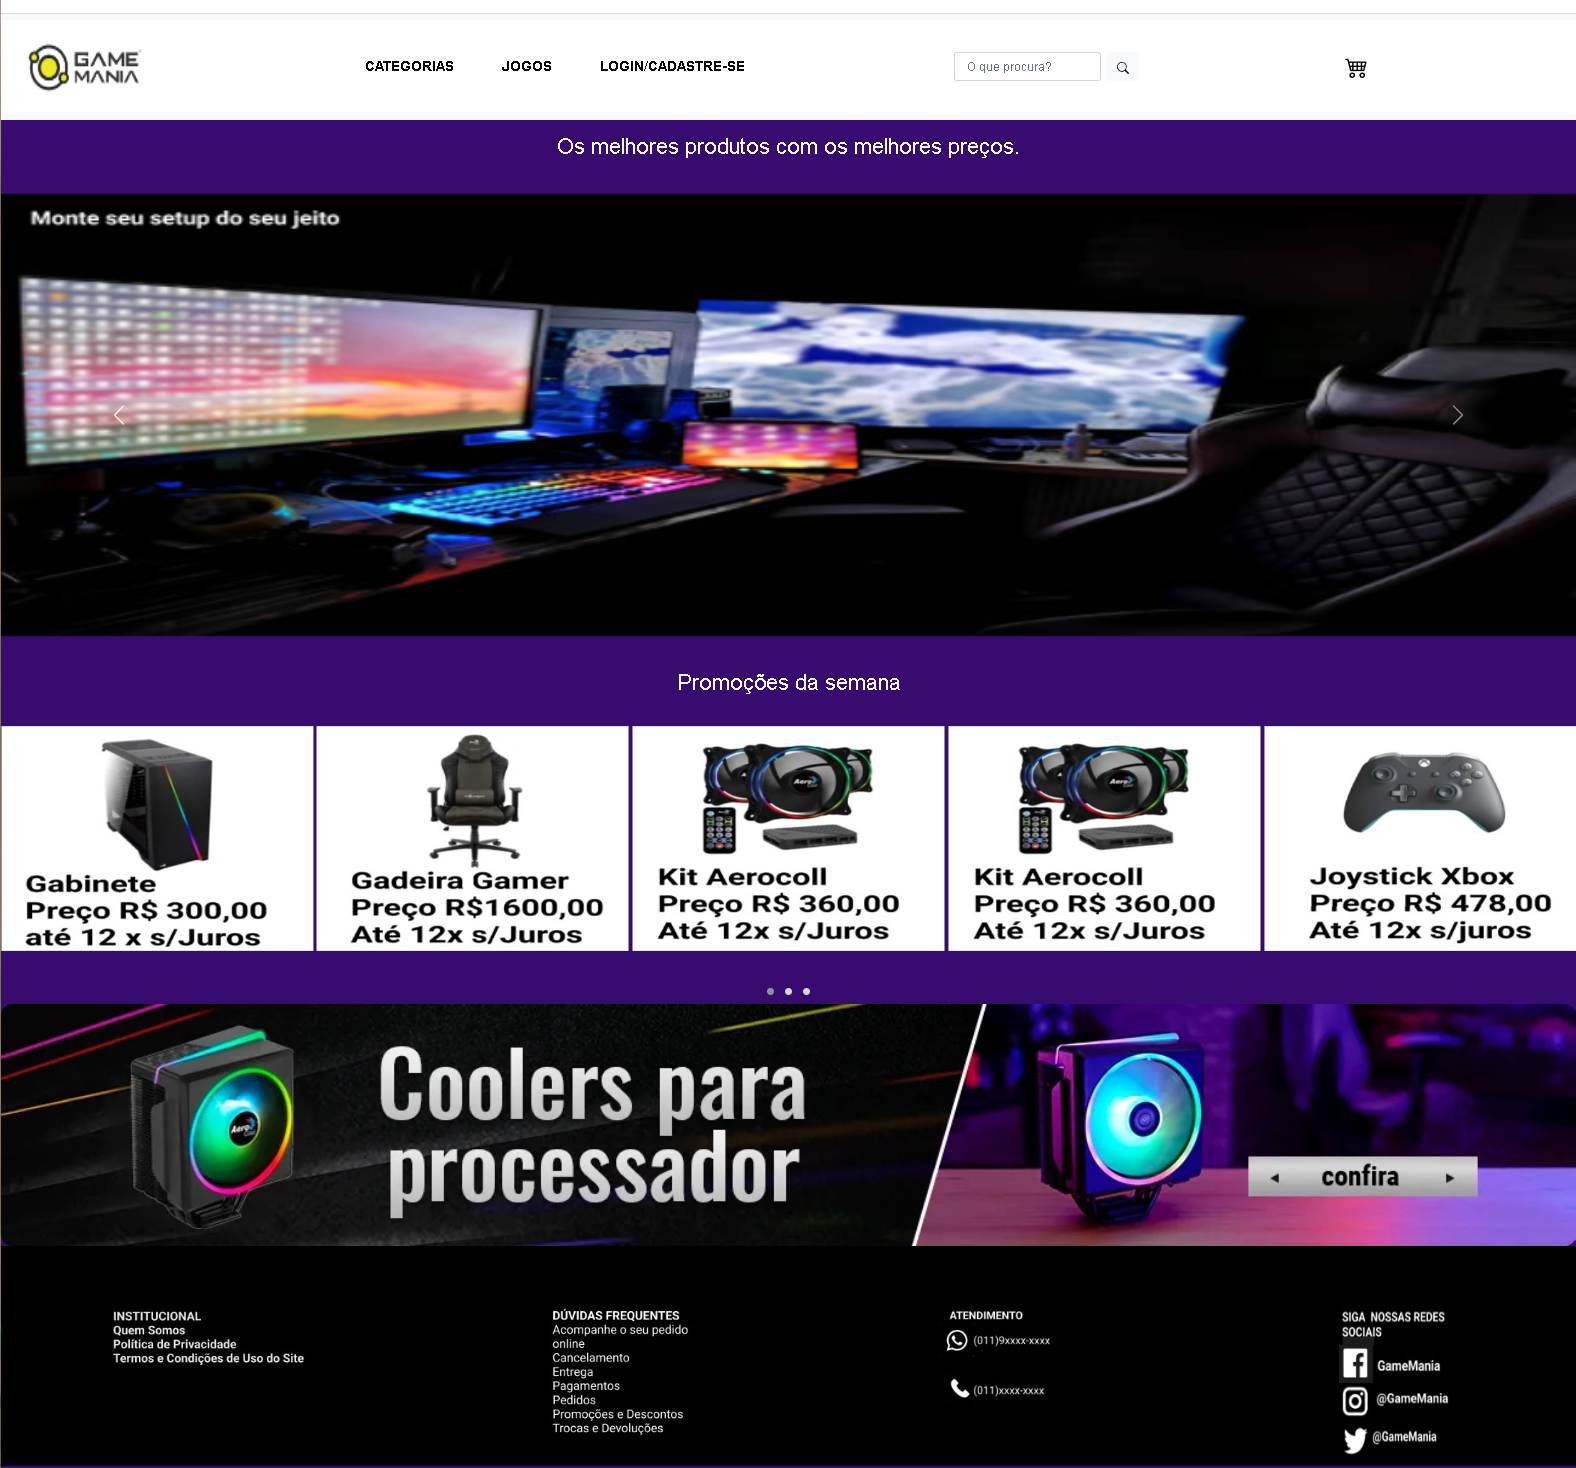 GAME
MANIA
CATEGORIAS
JOGOS
LOGIN/CADASTRE-SE
O que procura?
Os melhores produtos com os melhores preços.
Monte seu setup do seu jeito
Promoções da semana
Gabinete
Preço R$ 300,00
até 12 x s/Juros
Gadeira Gamer
Preço R$1600,00
Até 12x s/Juros
Aero
Kit Aerocoll
Preço R$ 360,00
Até 12x s/Juros
Aero
Kit Aerocoll
Preço R$ 360,00
Até 12x s/Juros
Joystick Xbox
Preço R$ 478,00
Até 12x s/juros
Aero
Coolers para
processador
confira
INSTITUCIONAL
Quem Somos
Política de Privacidade
Termos e Condições de Uso do Site
DÚVIDAS FREQUENTES
Acompanhe o seu pedido
online
Cancelamento
Entrega
Pagamentos
Pedidos
Promoções e Descontos
Trocas e Devoluções
ATENDIMENTO
(011)9xxxx-xxxx
(011)xxxx-xxxx
SIGA NOSSAS REDES
SOCIAIS
GameMania
@GameMania
@GameMania